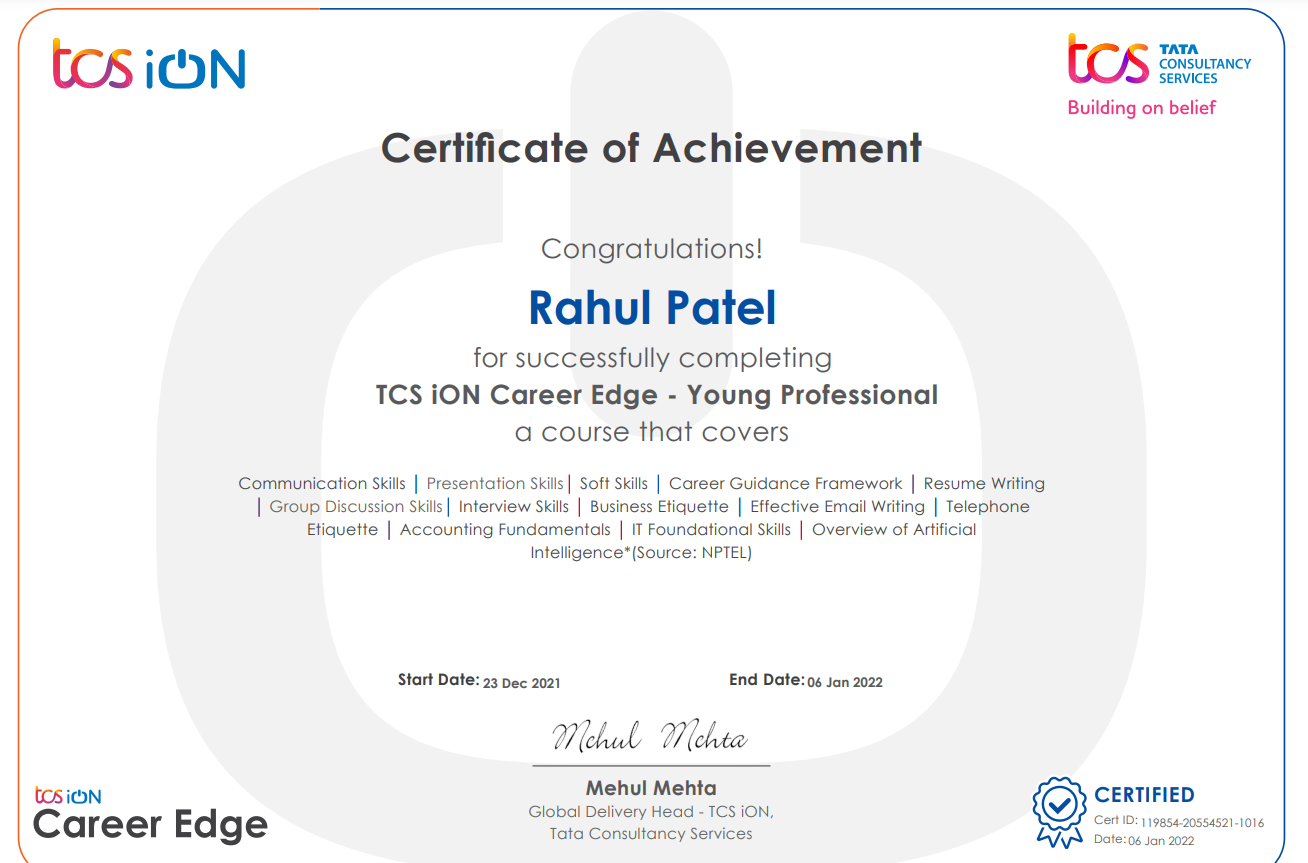 tcs iON
tcs TATA
CONSULTANCY
SERVICES
Building on belief
Certificate of Achievement
Congratulations!
Rahul Patel
for successfully completing
TCS iON Career Edge - Young Professional
a course that covers
Communication Skills | Presentation Skills | Soft Skills | Career Guidance Framework | Resume Writing
| Group Discussion Skills | Interview Skills | Business Etiquette | Effective Email Writing | Telephone
Etiquette | Accounting Fundamentals | IT Foundational Skills | Overview of Artificial
Intelligence*(Source: NPTEL)
Start Date: 23 Dec 2021
End Date: 06 Jan 2022
Mehul Mehta
Mehul Mehta
Global Delivery Head - TCS iON,
Tata Consultancy Services
tcs iON
Career Edge
CERTIFIED
Cert ID: 119854-20554521-1016
Date: 06 Jan 2022